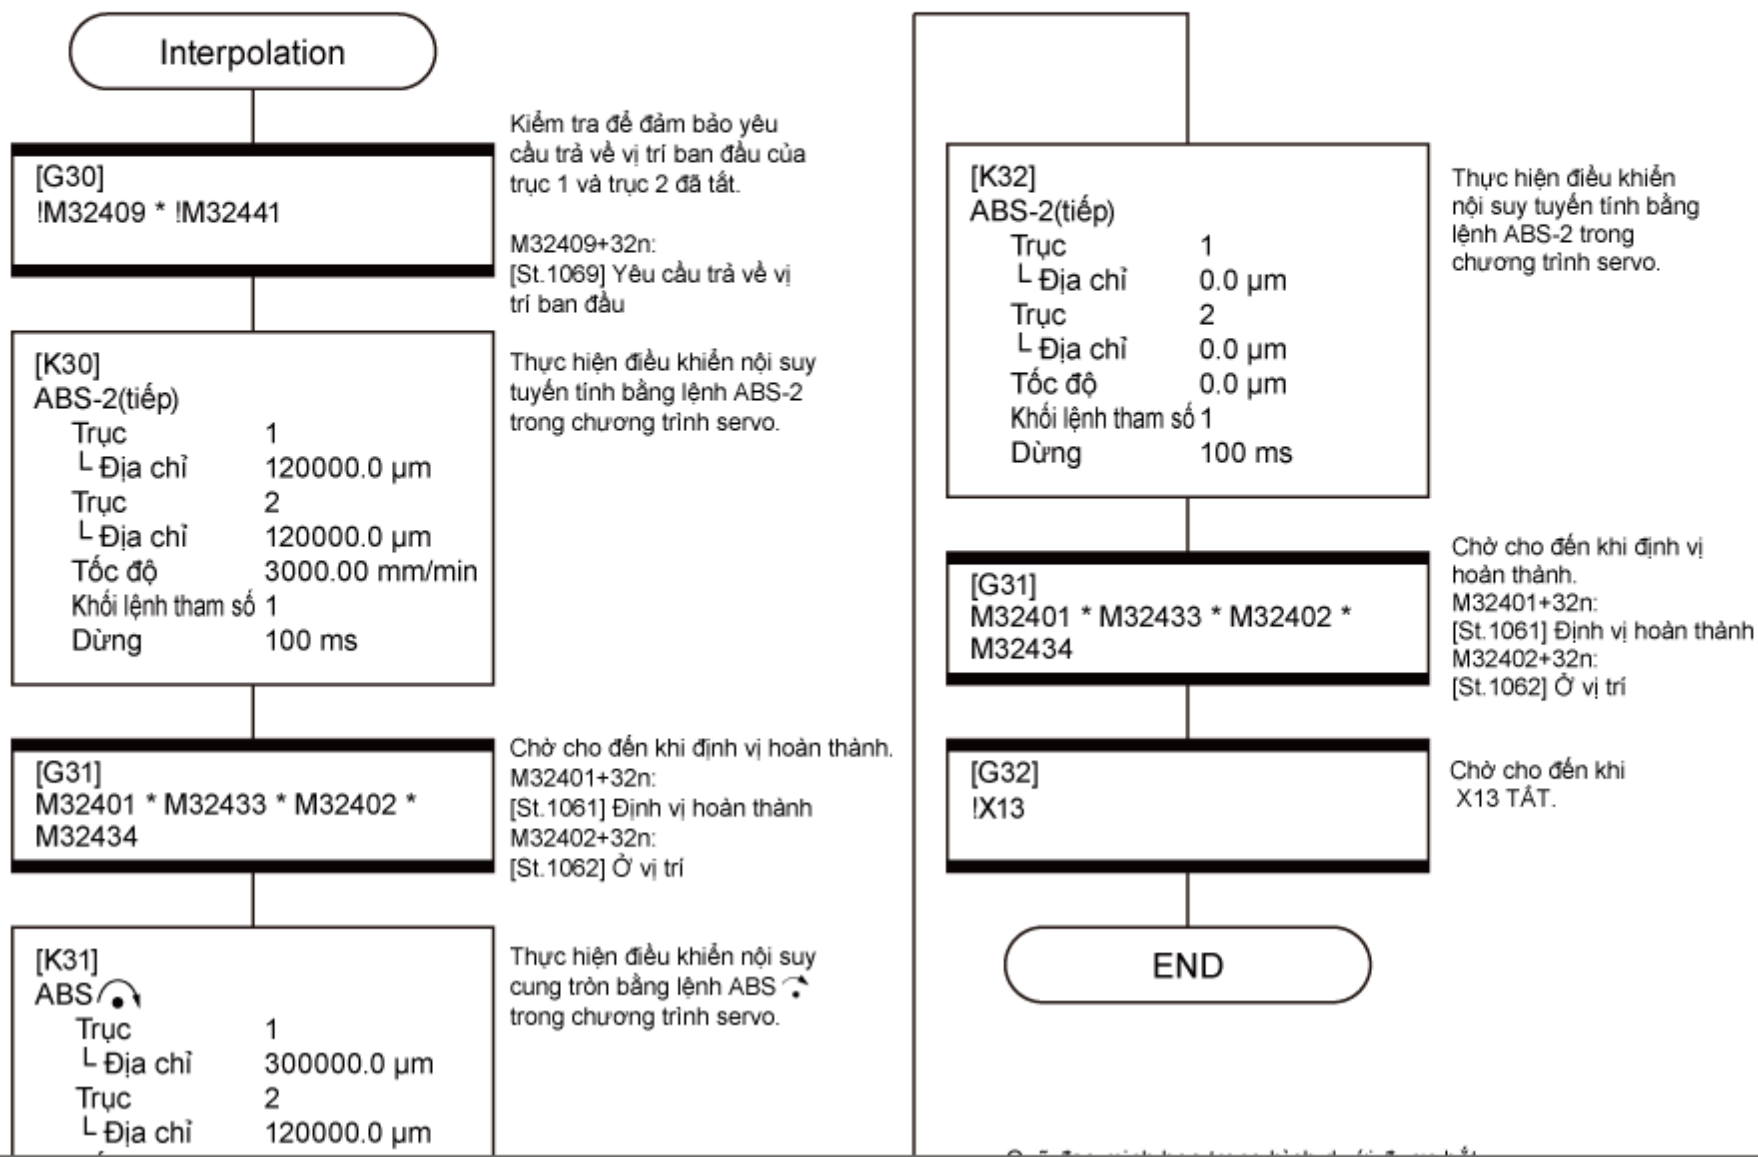 Interpolation
[G30]
!M32409 * !M32441
Kiểm tra để đảm bảo yêu
cầu trả về vị trí ban đầu của
trục 1 và trục 2 đã tắt.
M32409+32n:
[St.1069] Yêu cầu trả về vị
trí ban đầu
[K30]
ABS-2(tiếp)
Trục 1
└ Địa chỉ 120000.0 µm
Trục 2
└ Địa chỉ 120000.0 µm
Tốc độ 3000.00 mm/min
Khối lệnh tham số 1
Dừng 100 ms
Thực hiện điều khiển nội suy
tuyến tính bằng lệnh ABS-2
trong chương trình servo.
[G31]
M32401 * M32433 * M32402 *
M32434
Chờ cho đến khi định vị hoàn thành.
M32401+32n:
[St.1061] Định vị hoàn thành
M32402+32n:
[St.1062] Ở vị trí
[K31]
ABS
Trục 1
└ Địa chỉ 300000.0 µm
Trục 2
└ Địa chỉ 120000.0 µm
Thực hiện điều khiển nội suy
cung tròn bằng lệnh ABS
trong chương trình servo.
[K32]
ABS-2(tiếp)
Trục 1
└ Địa chỉ 0.0 µm
Trục 2
└ Địa chỉ 0.0 µm
Tốc độ 0.0 µm
Khối lệnh tham số 1
Dừng 100 ms
Thực hiện điều khiển
nội suy tuyến tính bằng
lệnh ABS-2 trong
chương trình servo.
[G31]
M32401 * M32433 * M32402 *
M32434
Chờ cho đến khi định vị
hoàn thành.
M32401+32n:
[St.1061] Định vị hoàn thành
M32402+32n:
[St.1062] Ở vị trí
[G32]
!X13
Chờ cho đến khi
X13 TẮT.
END